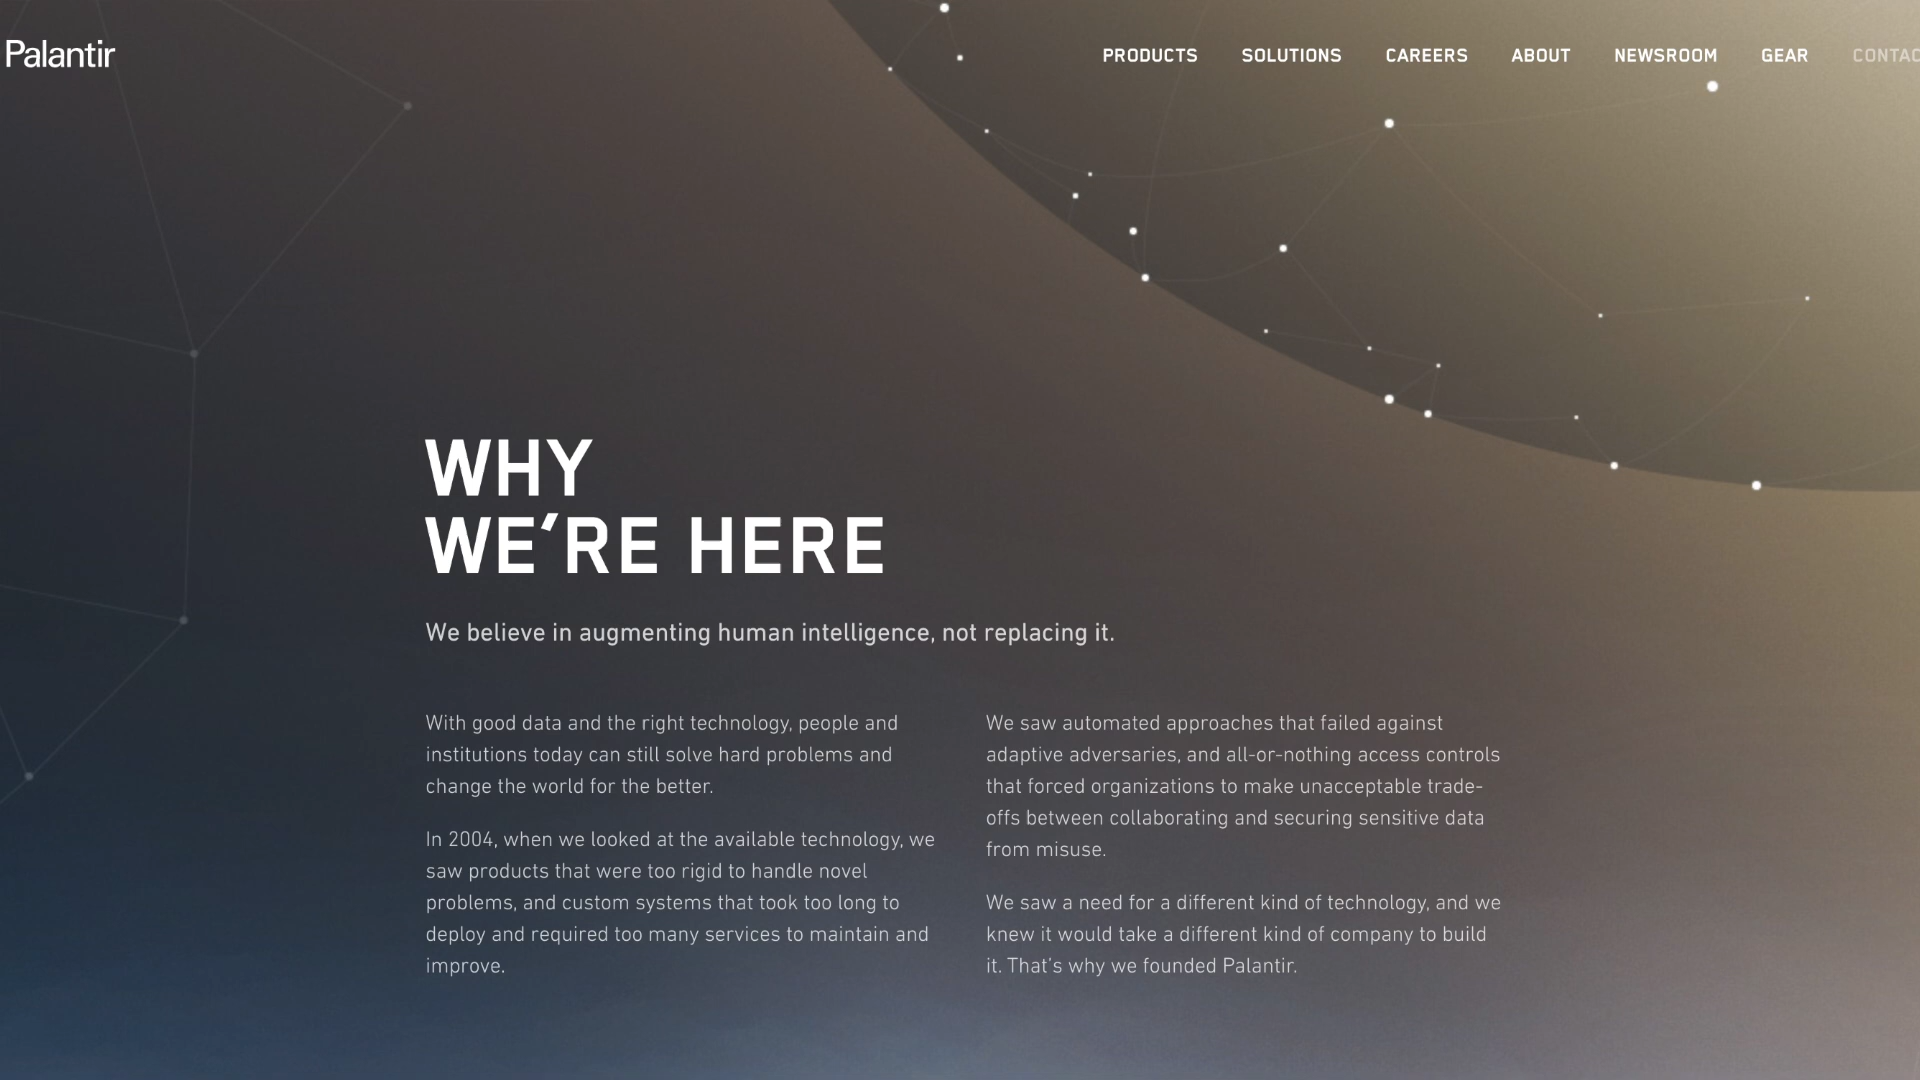 Palantir
PRODUCTS SOLUTIONS CAREERS ABOUT NEWSROOM GEAR
WHY
WE’RE HERE
We believe in augmenting human intelligence, not replacing it.
With good data and the right technology, people and
institutions today can still solve hard problems and
change the world for the better.
In 2004, when we looked at the available technology, we
saw products that were too rigid to handle novel
problems, and custom systems that took too long to
deploy and required too many services to maintain and
improve.
We saw automated approaches that failed against
adaptive adversaries, and all-or-nothing access controls
that forced organizations to make unacceptable trade-
offs between collaborating and securing sensitive data
from misuse.
We saw a need for a different kind of technology, and we
knew it would take a different kind of company to build
it. That’s why we founded Palantir.